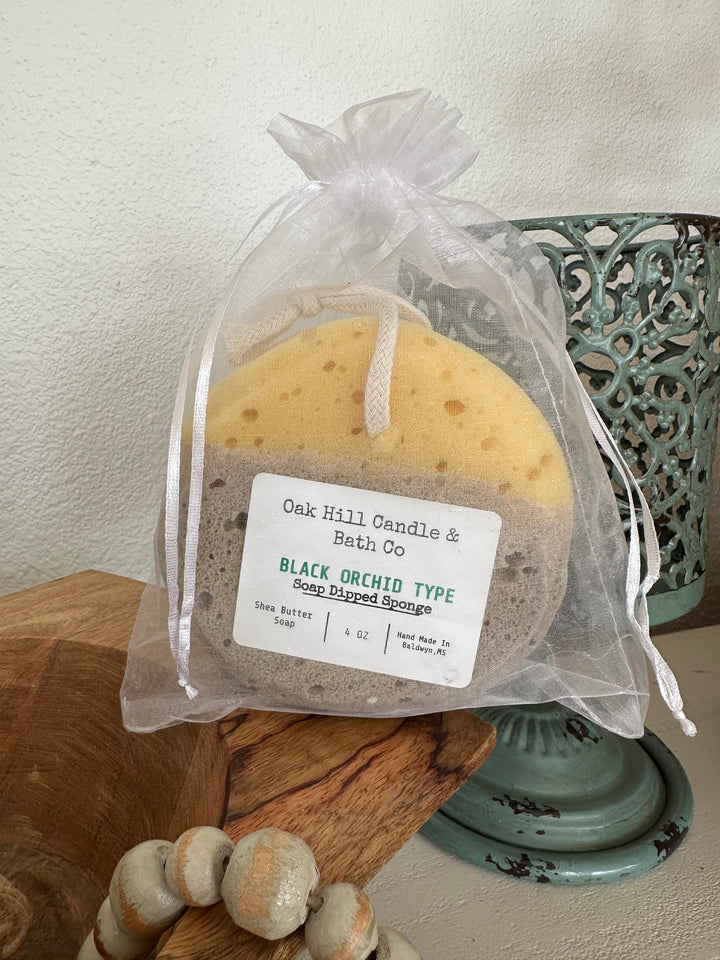 Oak Hill Candle &
Bath Co
BLACK ORCHID TYPE
Soap Dipped Sponge
Shea Butter
Soap
4 OZ
Hand Made In
Baldwyn,MS